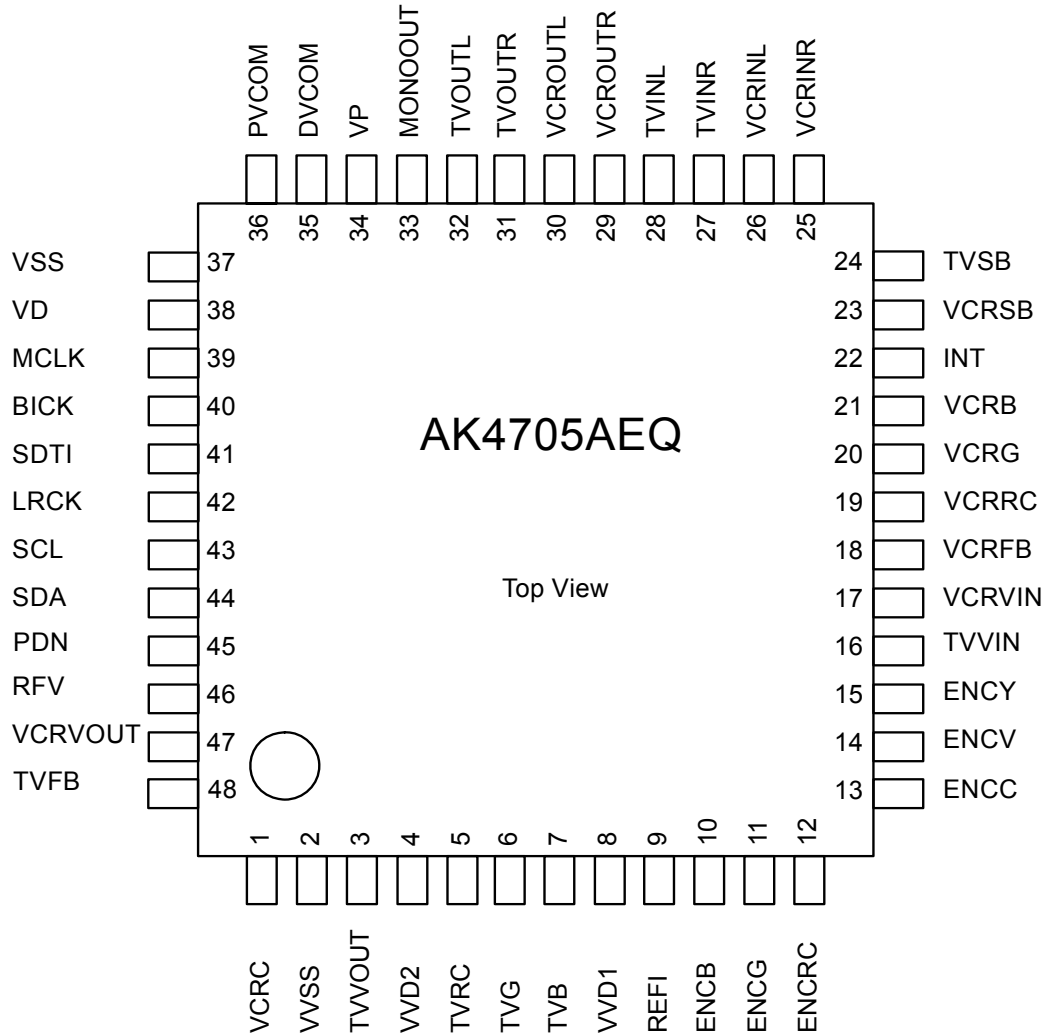 PVCOM
DVCOM
VP
MONOOUT
TVOUTL
TVOUTR
VCROUTL
VCROUTR
TVINL
TVINR
VCRINL
VCRINR
36
35
34
33
32
31
30
29
28
27
26
25
VSS 37
VD 38
MCLK 39
BICK 40
SDTI 41
LRCK 42
SCL 43
SDA 44
PDN 45
RFV 46
VCRVOUT 47
TVFB 48
AK4705AEQ
Top View
24 TVSB
23 VCRSB
22 INT
21 VCRB
20 VCRG
19 VCRRC
18 VCRFB
17 VCRVIN
16 TVVIN
15 ENCY
14 ENCV
13 ENCC
1
2
3
4
5
6
7
8
9
10
11
12
VCRC
VVSS
TVVOUT
VVD2
TVRC
TVG
TVB
VVD1
REFI
ENCB
ENCG
ENCRC